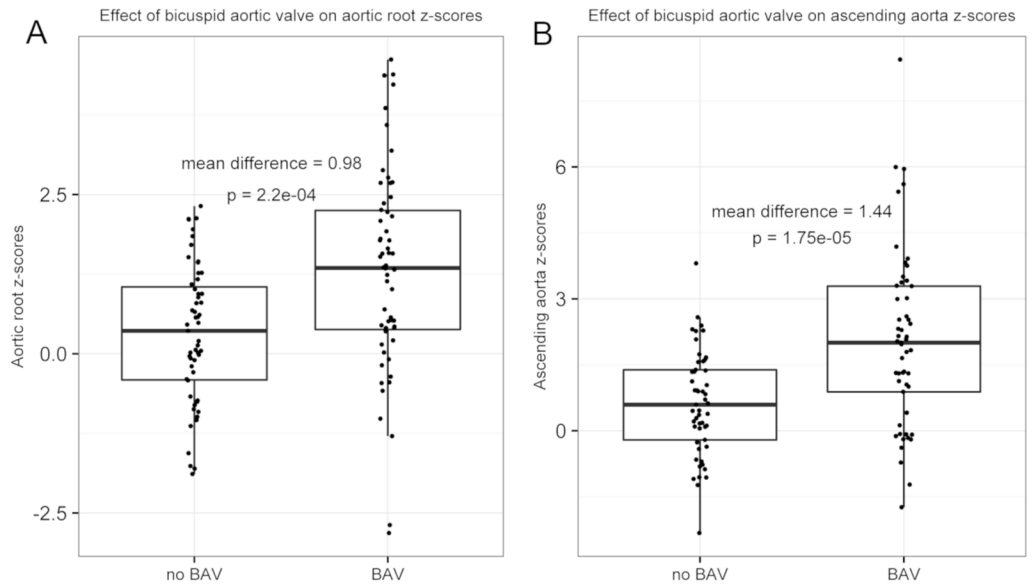 A
Effect of bicuspid aortic valve on aortic root z-scores
Aortic root z-scores
2.5
0.0
-2.5
mean difference = 0.98
p = 2.2e-04
no BAV
BAV
B
Effect of bicuspid aortic valve on ascending aorta z-scores
Ascending aorta z-scores
6
3
0
mean difference = 1.44
p = 1.75e-05
no BAV
BAV